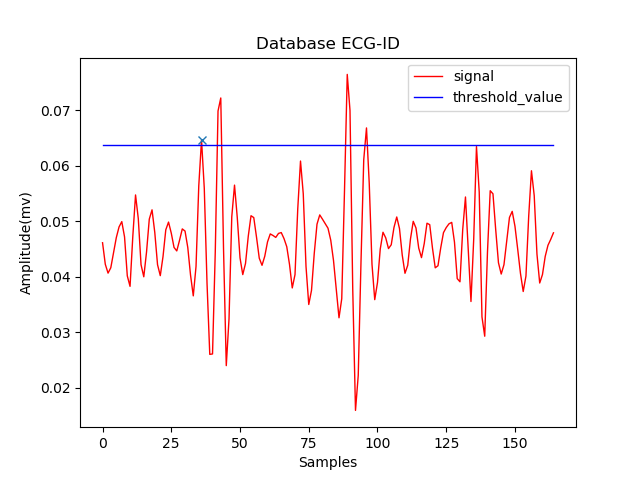 Database ECG-ID
signal
threshold_value
0.07
0.06
0.05
0.04
0.03
0.02
Amplitude(mv)
0 25 50 75 100 125 150
Samples